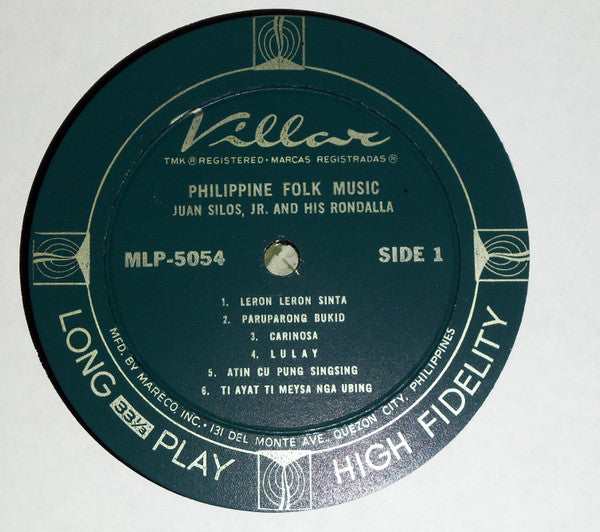 Villar
TMK ® REGISTERED • MARCAS REGISTRADAS ®
PHILIPPINE FOLK MUSIC
JUAN SILOS, JR. AND HIS RONDALLA
MLP-5054
SIDE 1
1. LERON LERON SINTA
2. PARUPARONG BUKID
3. CARINOSA
4. LULAY
5. ATIN CU PUNG SINGSING
6. TI AYAT TI MEYSA NGA UBING
MFD. BY MARECO, INC. • 131 DEL MONTE AVE., QUEZON CITY, PHILIPPINES
LONG 33⅓ PLAY
HIGH FIDELITY